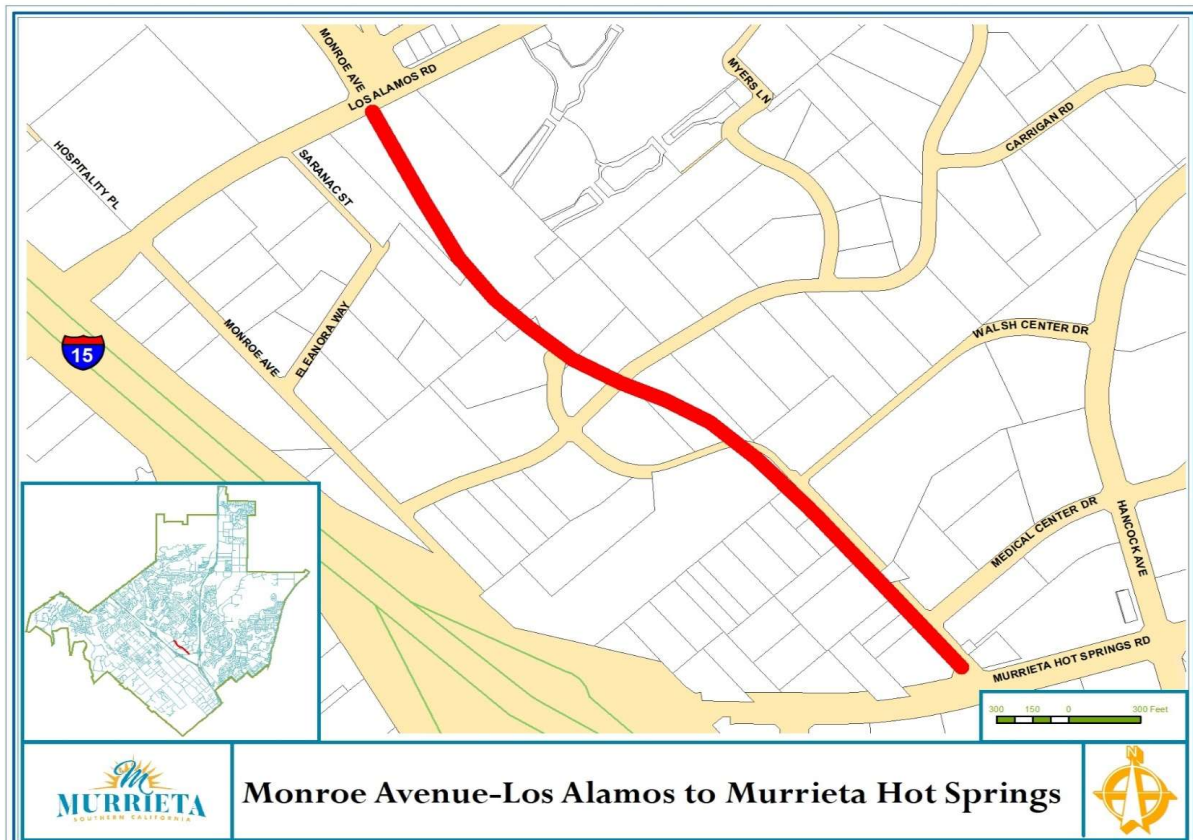 MONROE AVE
LOS ALAMOS RD
MYERS LN
CARRIGAN RD
HOSPITALITY PL
SARANAC ST
MONROE AVE
ELEANORA WAY
15
WALSH CENTER DR
MEDICAL CENTER DR
HANCOCK AVE
MURRIETA HOT SPRINGS RD
300 150 0 300 Feet
M
MURRIETA
SOUTHERN CALIFORNIA
Monroe Avenue-Los Alamos to Murrieta Hot Springs
N